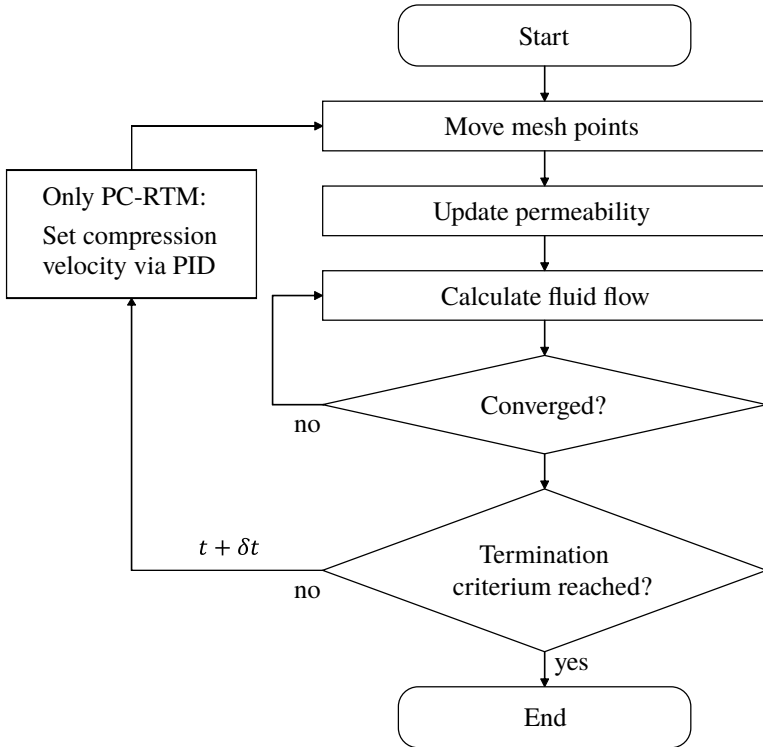 Start
Move mesh points
Only PC-RTM:
Set compression
velocity via PID
Update permeability
Calculate fluid flow
Converged?
no
t + δt
no
Termination
criterium reached?
yes
End